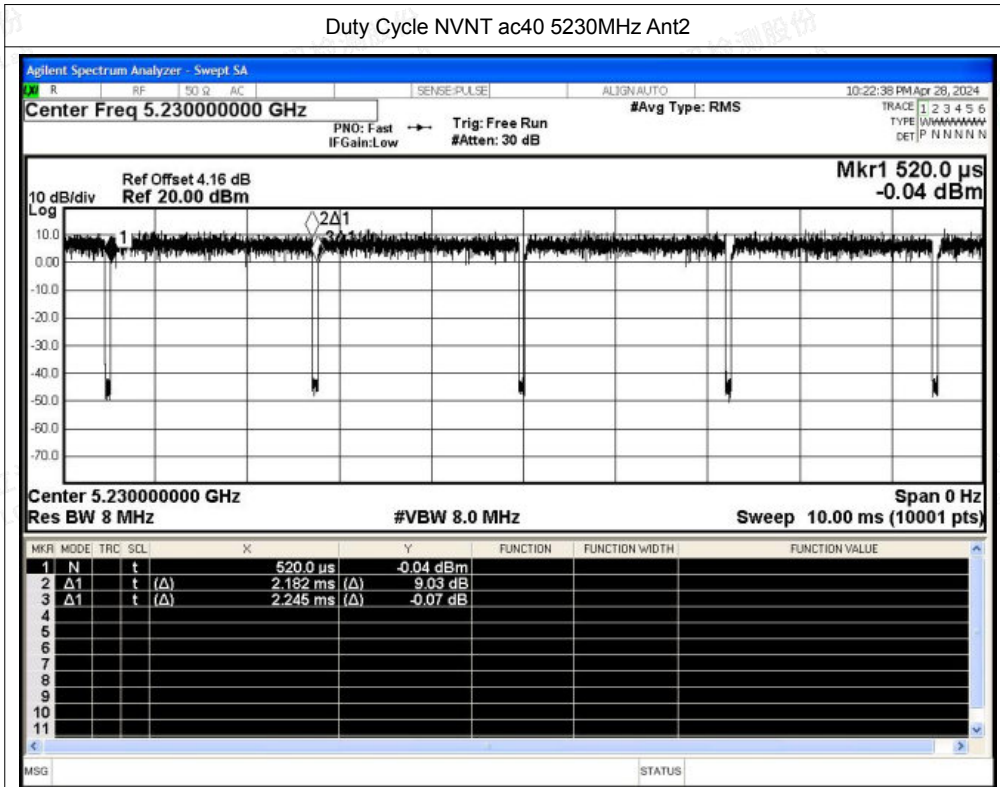 Duty Cycle NVNT ac40 5230MHz Ant2
Agilent Spectrum Analyzer - Swept SA
R RF 50 Ω AC SENSE:PULSE ALIGNAUTO 10:22:38 PM Apr 28, 2024
Center Freq 5.230000000 GHz #Avg Type: RMS TRACE 1 2 3 4 5 6
PNO: Fast Trig: Free Run TYPE
IFGain:Low #Atten: 30 dB DET P N N N N N
Mkr1 520.0 µs
Ref Offset 4.16 dB
-0.04 dBm
10 dB/div Ref 20.00 dBm
Log
2Δ1
10.0
1
0.00
-10.0
-20.0
-30.0
-40.0
-50.0
-60.0
-70.0
Center 5.230000000 GHz Span 0 Hz
Res BW 8 MHz #VBW 8.0 MHz Sweep 10.00 ms (10001 pts)
MKR MODE TRC SCL X Y FUNCTION FUNCTION WIDTH FUNCTION VALUE
1 N t 520.0 µs -0.04 dBm
2 Δ1 t (Δ) 2.182 ms (Δ) 9.03 dB
3 Δ1 t (Δ) 2.245 ms (Δ) -0.07 dB
4
5
6
7
8
9
10
11
MSG STATUS